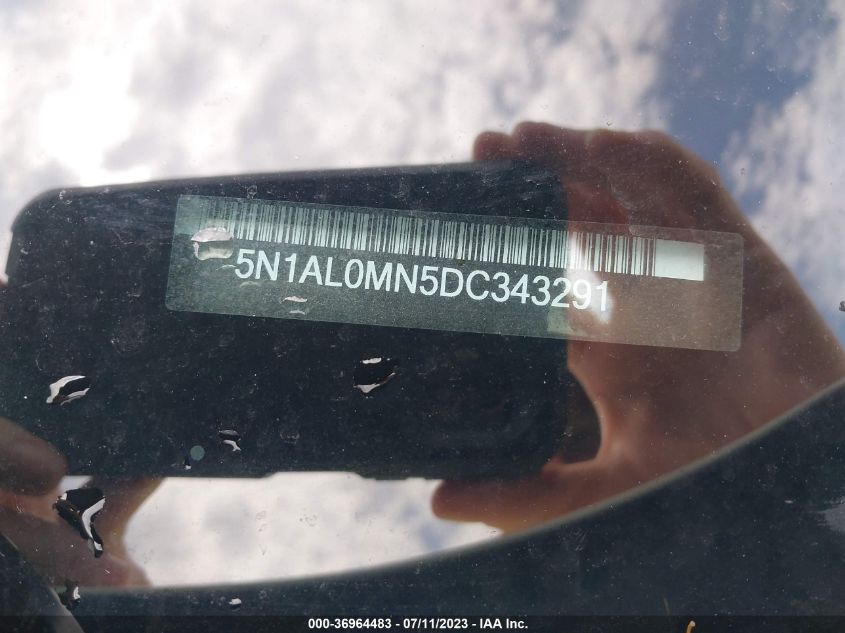 5N1AL0MN5DC343291
000-36964483 - 07/11/2023 - IAA Inc.